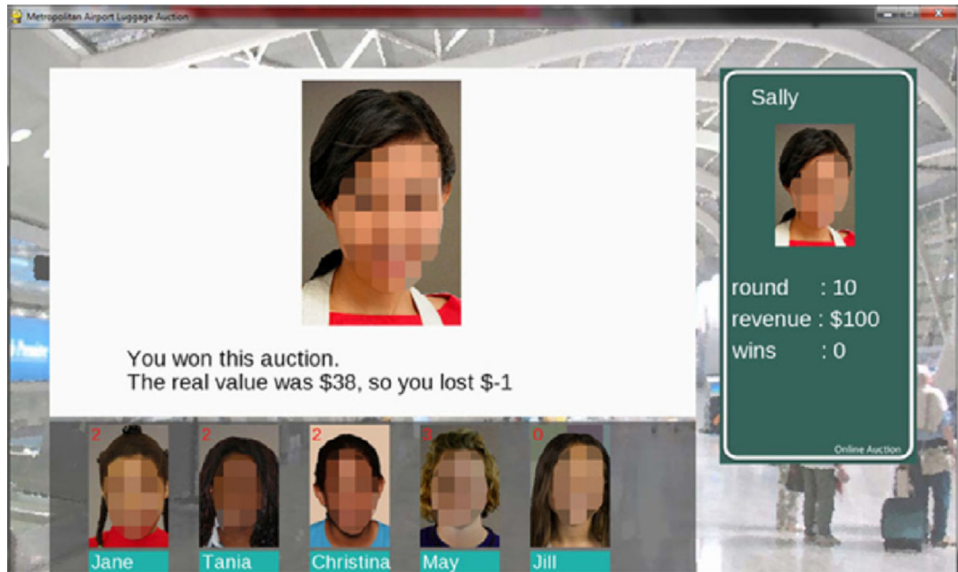 Metropolitan Airport Luggage Auction
Sally
round : 10
revenue : $100
wins : 0
Online Auction
You won this auction.
The real value was $38, so you lost $-1
2 2 2 3 0
Jane Tania Christina May Jill